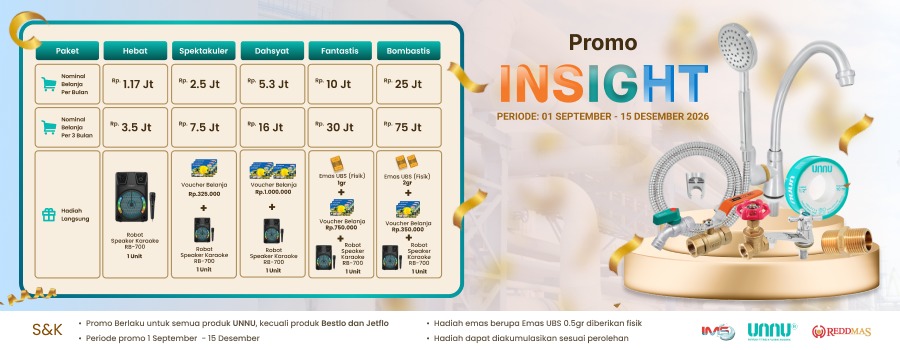 Paket
Hebat
Spektakuler
Dahsyat
Fantastis
Bombastis
Nominal
Belanja
Per Bulan
Rp. 1.17 Jt
Rp. 2.5 Jt
Rp. 5.3 Jt
Rp. 10 Jt
Rp. 25 Jt
Nominal
Belanja
Per 3 Bulan
Rp. 3.5 Jt
Rp. 7.5 Jt
Rp. 16 Jt
Rp. 30 Jt
Rp. 75 Jt
Hadiah
Langsung
Robot
Speaker Karaoke
RB-700
1 Unit
Voucher Belanja
Rp.325.000
+
Robot
Speaker Karaoke
RB-700
1 Unit
Voucher Belanja
Rp.1.000.000
+
Robot
Speaker Karaoke
RB-700
1 Unit
Emas UBS (Fisik)
1gr
+
Voucher Belanja
Rp.750.000
+
Robot
Speaker Karaoke
RB-700
1 Unit
Emas UBS (Fisik)
2gr
+
Voucher Belanja
Rp.350.000
+
Robot
Speaker Karaoke
RB-700
1 Unit
Promo
INSIGHT
PERIODE: 01 SEPTEMBER - 15 DESEMBER 2026
UNNU
S&K
• Promo Berlaku untuk semua produk UNNU, kecuali produk Bestlo dan Jetflo
• Periode promo 1 September - 15 Desember
• Hadiah emas berupa Emas UBS 0.5gr diberikan fisik
• Hadiah dapat diakumulasikan sesuai perolehan
IMS
UNNU
REDDMAS